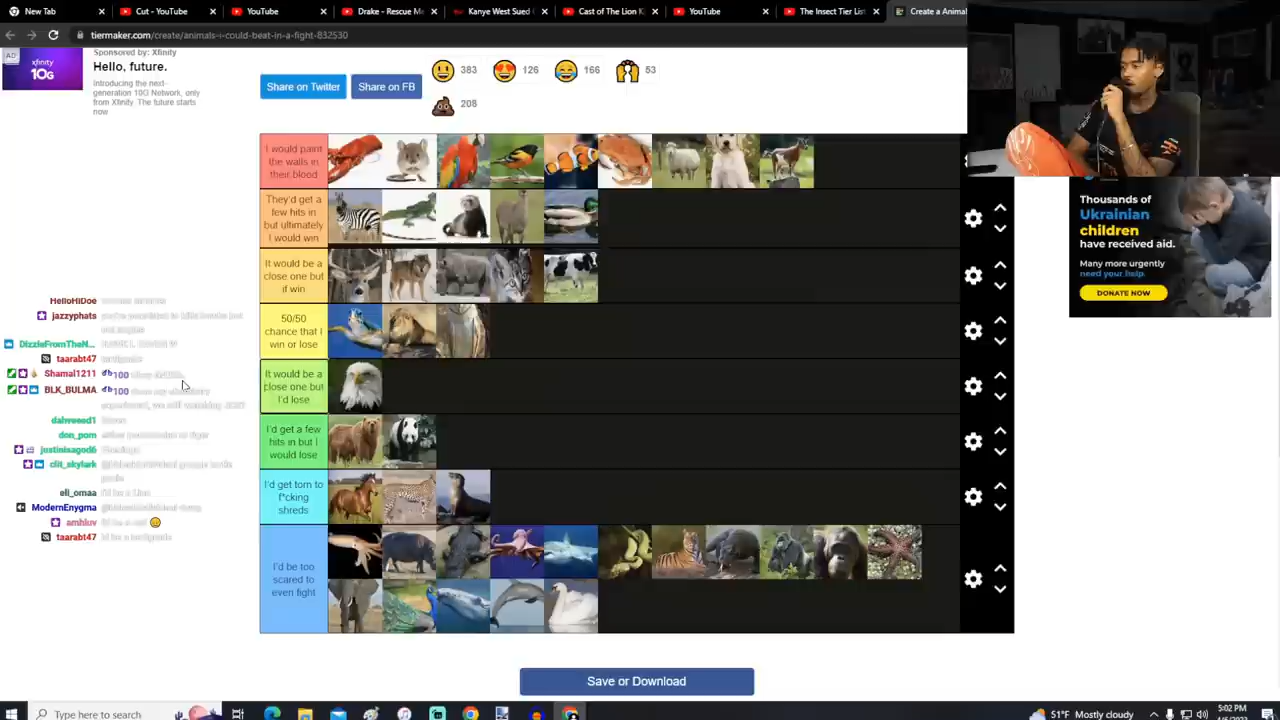 New Tab
Cut - YouTube
YouTube
Drake - Rescue Me
Kanye West Sued
Cast of The Lion K
YouTube
The Insect Tier List
Create a Animal
tiermaker.com/create/animals-i-could-beat-in-a-fight-832530
AD
xfinity
10G
Sponsored by: Xfinity
Hello, future.
Introducing the next-
generation 10G Network, only
from Xfinity. The future starts
now
Share on Twitter
Share on FB
383
126
166
53
208
I would paint
the walls in
their blood
They'd get a
few hits in
but ultimately
I would win
It would be a
close one but
if win
50/50
chance that I
win or lose
It would be a
close one but
I'd lose
I'd get a few
hits in but I
would lose
I'd get torn to
f*cking
shreds
I'd be too
scared to
even fight
Thousands of
Ukrainian
children
have received aid.
Many more urgently
need your help.
DONATE NOW
HelloHiDoe
jazzyphats
DizzleFromTheN...
taarabt47
Shamal1211
100
BLK_BULMA
100
dahveeed1
don_pom
justinisagod6
clit_skylark
eli_omaa
I'd be a Lion
ModernEnygma
amhluv
taarabt47
Save or Download
Type here to search
51°F Mostly cloudy
5:02 PM